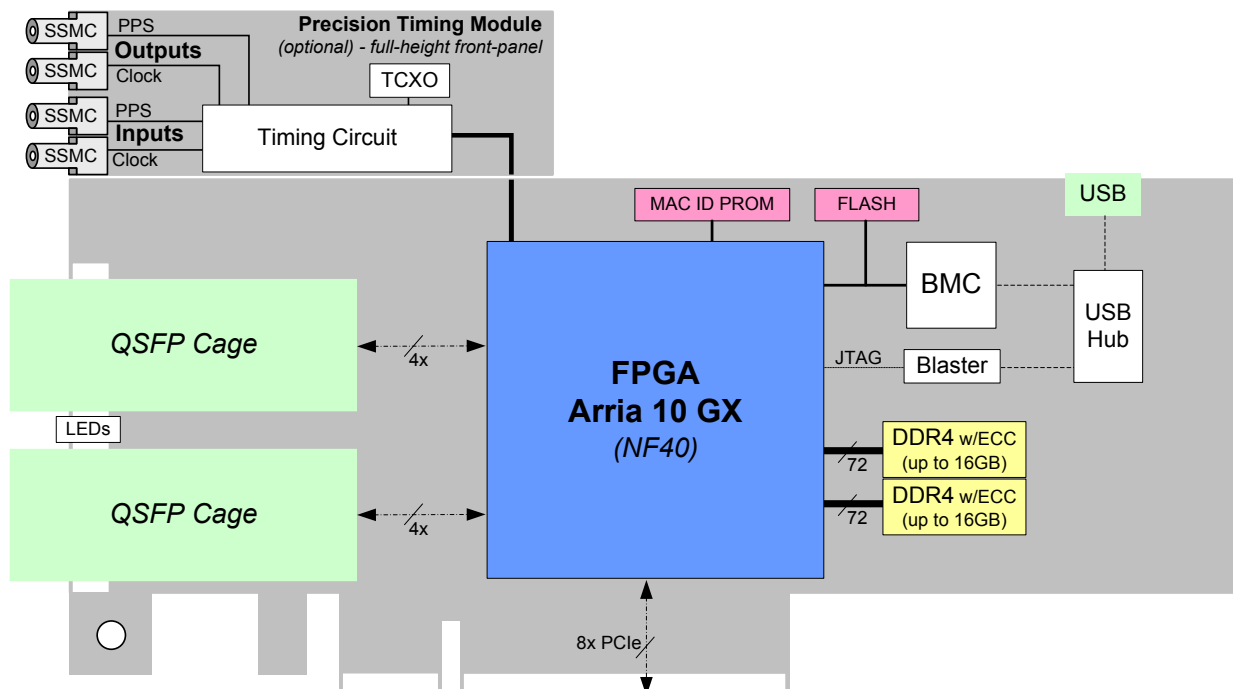 SSMC
PPS
Precision Timing Module
Outputs
(optional) - full-height front-panel
SSMC
Clock
TCXO
SSMC
PPS
Inputs
Timing Circuit
SSMC
Clock
MAC ID PROM
FLASH
USB
BMC
USB
Hub
QSFP Cage
4x
JTAG
Blaster
FPGA
Arria 10 GX
(NF40)
LEDs
DDR4 w/ECC
(up to 16GB)
72
QSFP Cage
4x
DDR4 w/ECC
(up to 16GB)
72
8x PCIe